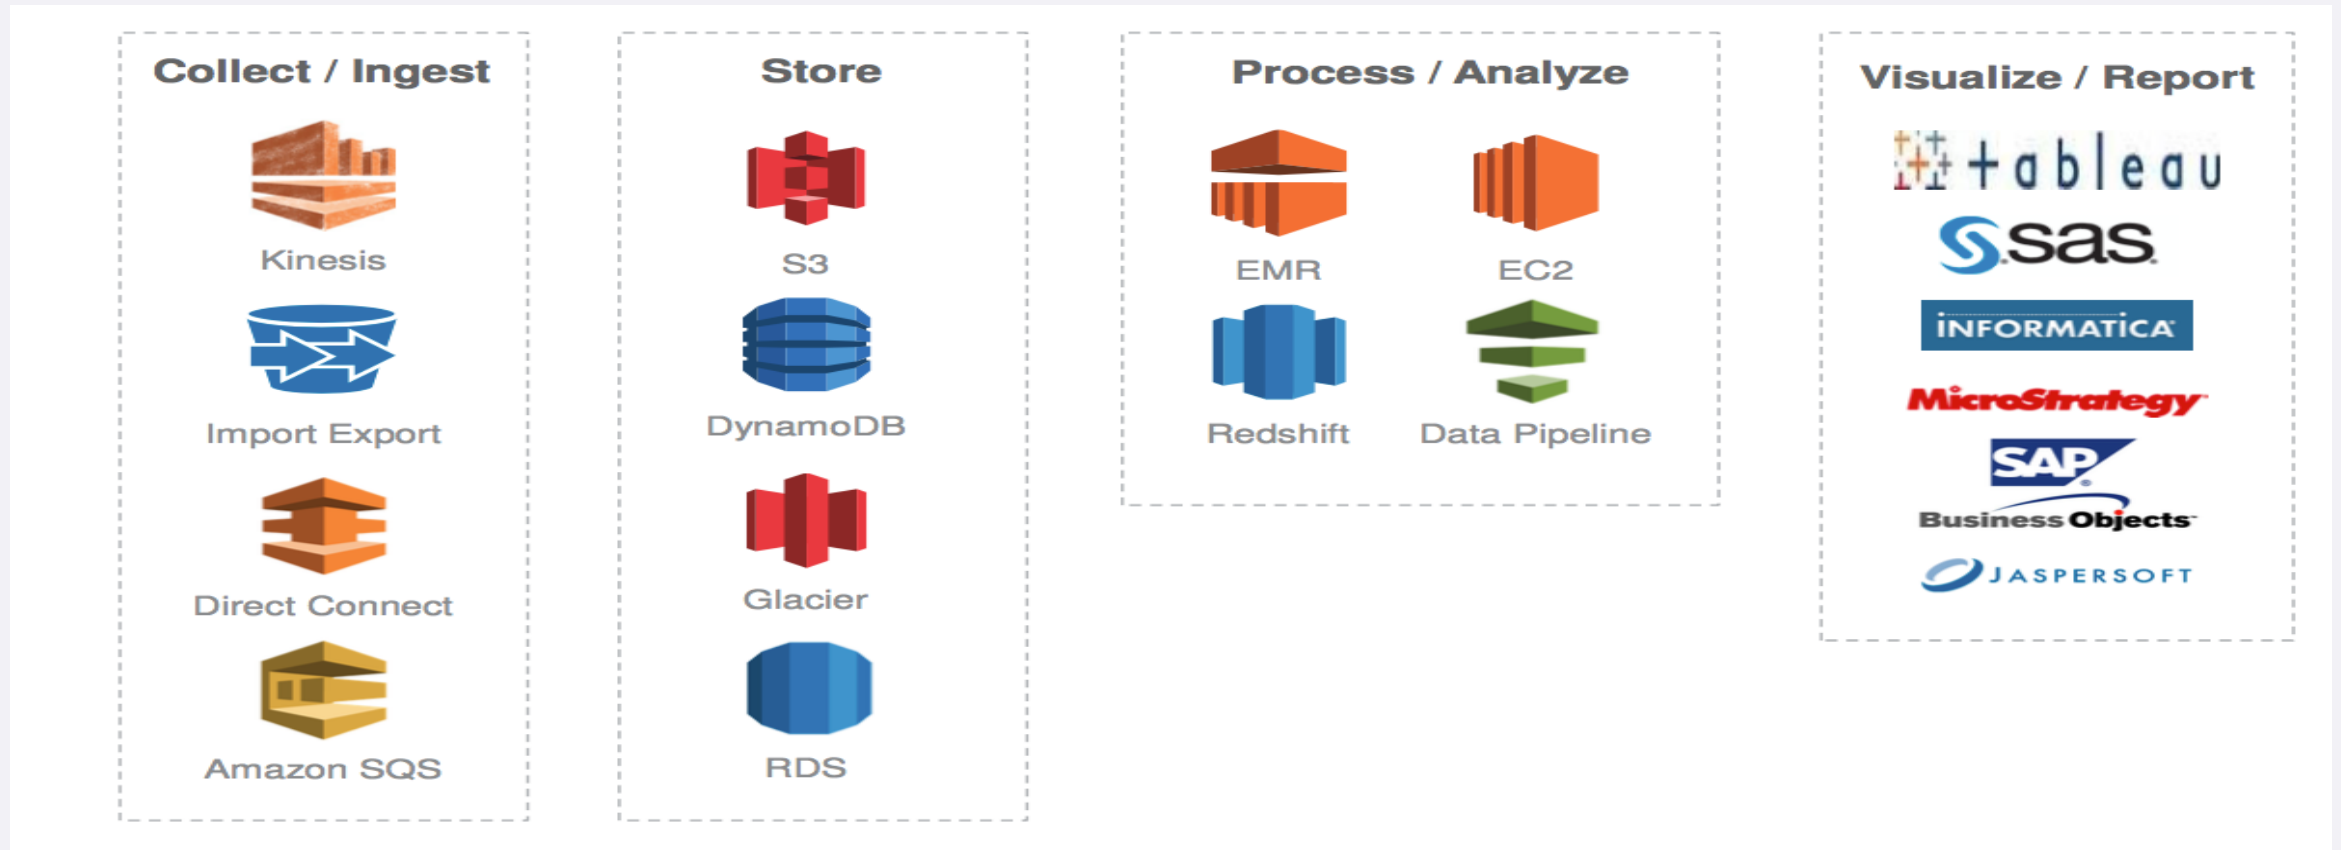 Collect / Ingest
Kinesis
Import Export
Direct Connect
Amazon SQS
Store
S3
DynamoDB
Glacier
RDS
Process / Analyze
EMR
EC2
Redshift
Data Pipeline
Visualize / Report
+ableau
sas
INFORMATICA
MicroStrategy
SAP
Business Objects
JASPERSOFT